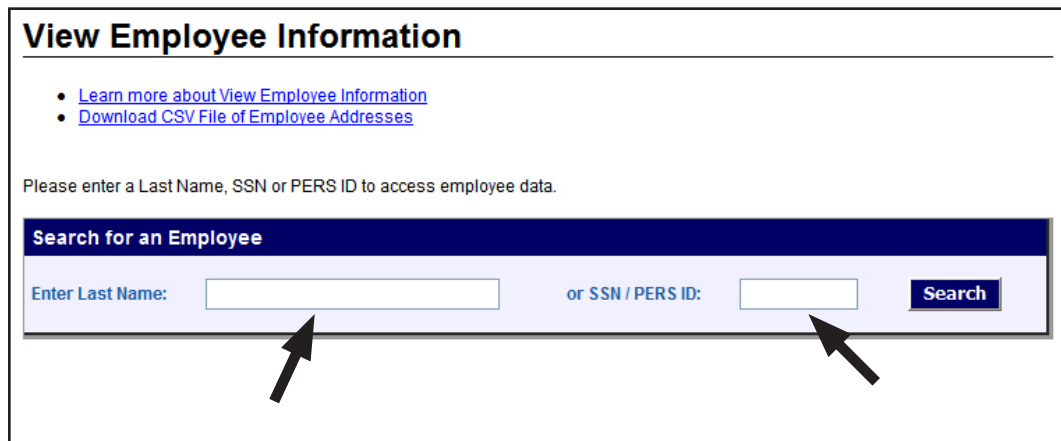 View Employee Information
Learn more about View Employee Information
Download CSV File of Employee Addresses
Please enter a Last Name, SSN or PERS ID to access employee data.
Search for an Employee
Enter Last Name: or SSN / PERS ID: Search